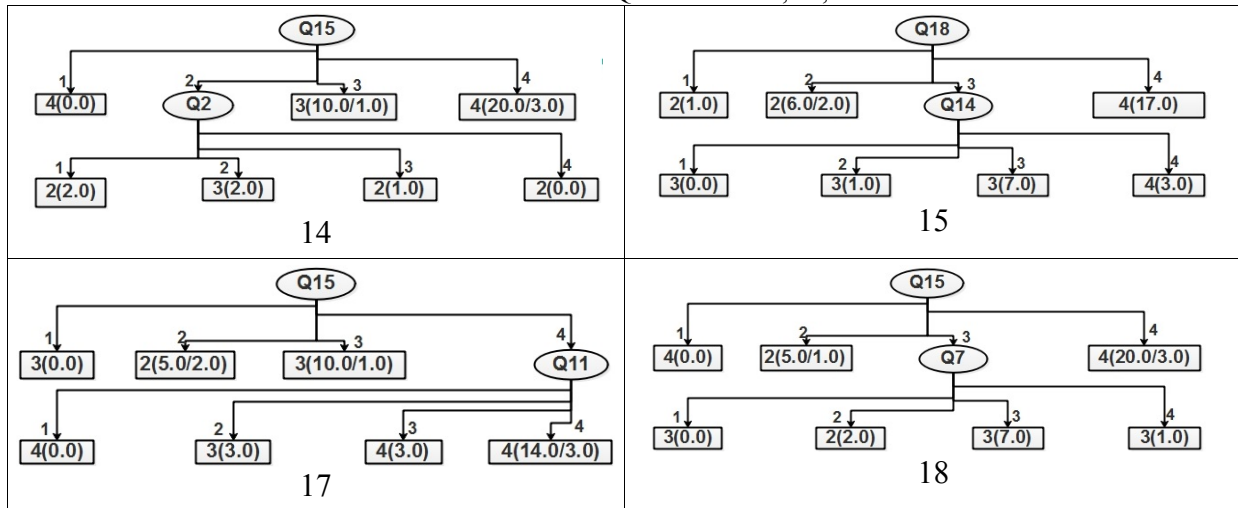 Q15
1 2 3 4
4(0.0) Q2 3(10.0/1.0) 4(20.0/3.0)
1 2 3 4
2(2.0) 3(2.0) 2(1.0) 2(0.0)
14
Q18
1 2 3 4
2(1.0) 2(6.0/2.0) Q14 4(17.0)
1 2 3 4
3(0.0) 3(1.0) 3(7.0) 4(3.0)
15
Q15
1 2 3 4
3(0.0) 2(5.0/2.0) 3(10.0/1.0) Q11
1 2 3 4
4(0.0) 3(3.0) 4(3.0) 4(14.0/3.0)
17
Q15
1 2 3 4
4(0.0) 2(5.0/1.0) Q7 4(20.0/3.0)
1 2 3 4
3(0.0) 2(2.0) 3(7.0) 3(1.0)
18